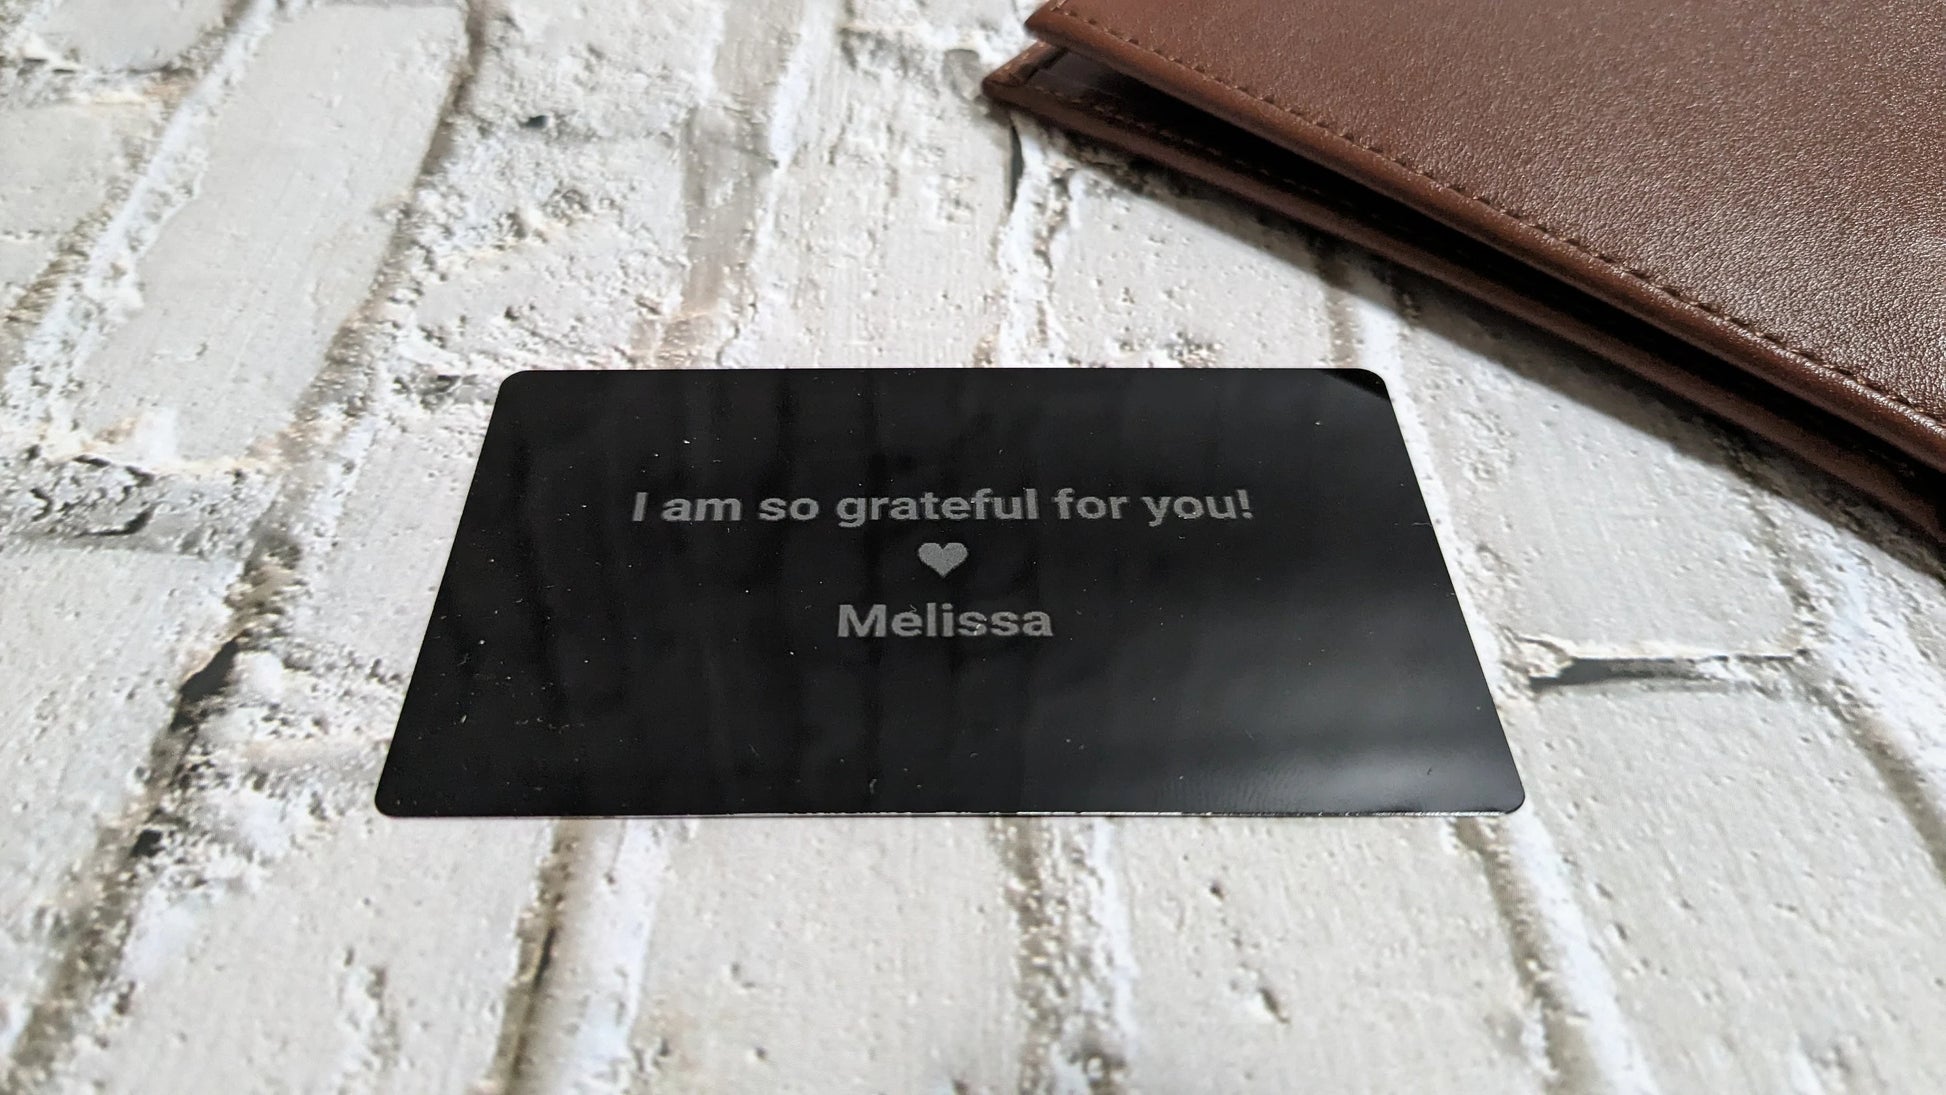 I am so grateful for you!
♥
Melissa